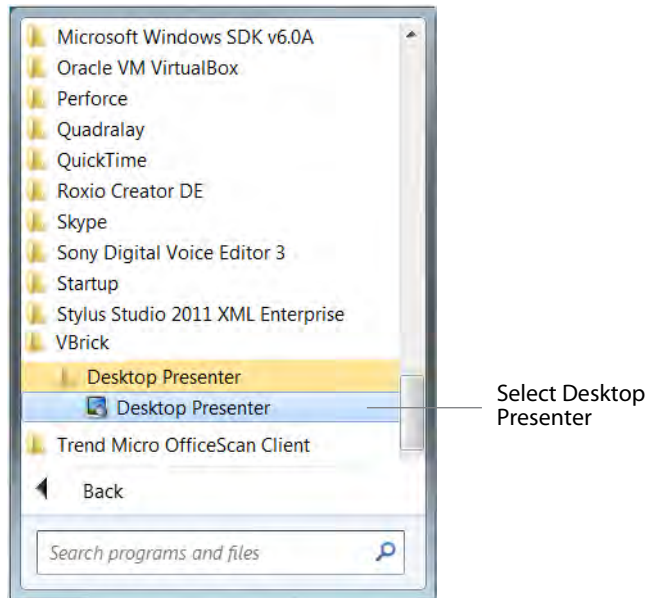 Microsoft Windows SDK v6.0A
Oracle VM VirtualBox
Perforce
Quadralay
QuickTime
Roxio Creator DE
Skype
Sony Digital Voice Editor 3
Startup
Stylus Studio 2011 XML Enterprise
VBrick
Desktop Presenter
Desktop Presenter
Select Desktop
Presenter
Trend Micro OfficeScan Client
Back
Search programs and files